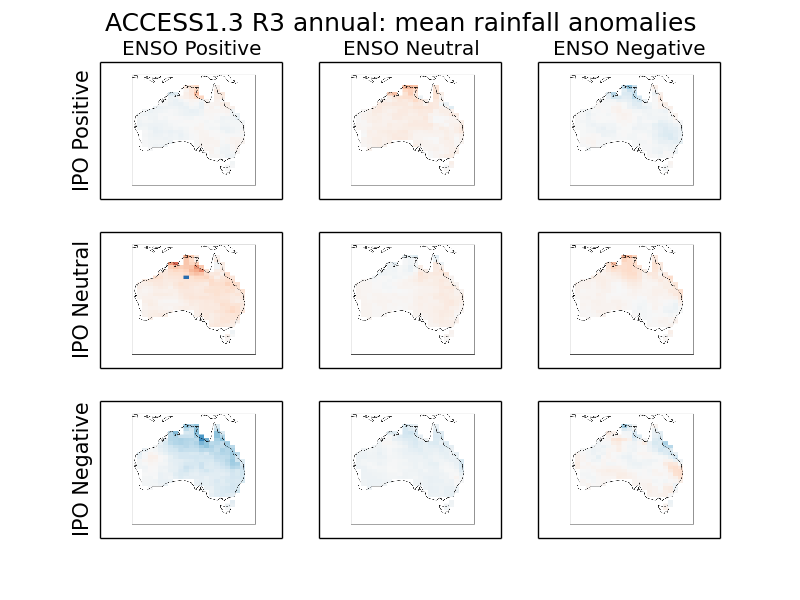 ACCESS1.3 R3 annual: mean rainfall anomalies
ENSO Positive
ENSO Neutral
ENSO Negative
IPO Positive
IPO Neutral
IPO Negative